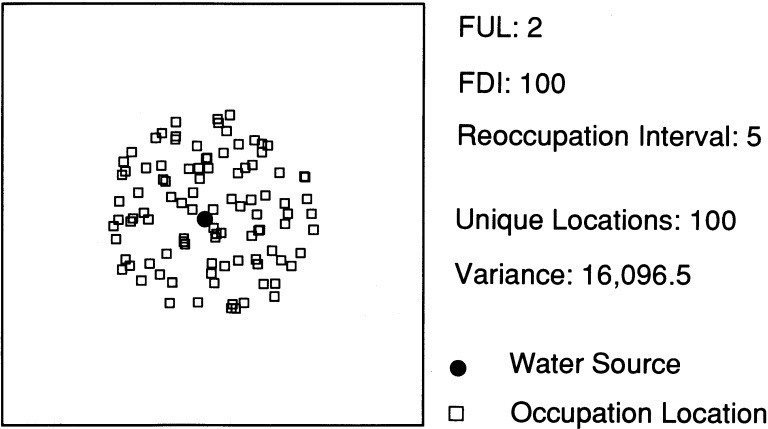 FUL: 2
FDI: 100
Reoccupation Interval: 5
Unique Locations: 100
Variance: 16,096.5
Water Source
Occupation Location